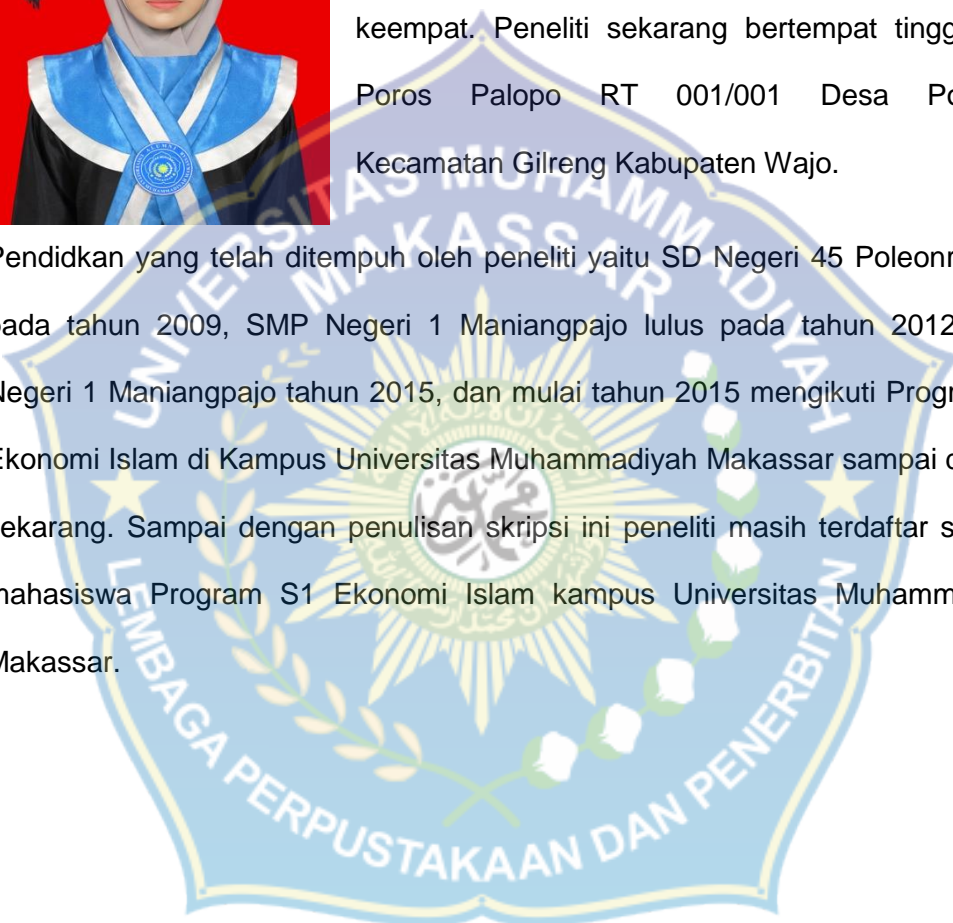 keempat. Peneliti sekarang bertempat tingg
Poros Palopo RT 001/001 Desa Po
Kecamatan Gilreng Kabupaten Wajo.
Pendidkan yang telah ditempuh oleh peneliti yaitu SD Negeri 45 Poleonr
pada tahun 2009, SMP Negeri 1 Maniangpajo lulus pada tahun 2012
Negeri 1 Maniangpajo tahun 2015, dan mulai tahun 2015 mengikuti Progr
Ekonomi Islam di Kampus Universitas Muhammadiyah Makassar sampai
sekarang. Sampai dengan penulisan skripsi ini peneliti masih terdaftar s
mahasiswa Program S1 Ekonomi Islam kampus Universitas Muhamm
Makassar.
UNIVERSITAS MUHAMMADIYAH
MAKASSAR
LEMBAGA PERPUSTAKAAN DAN PENERBITAN